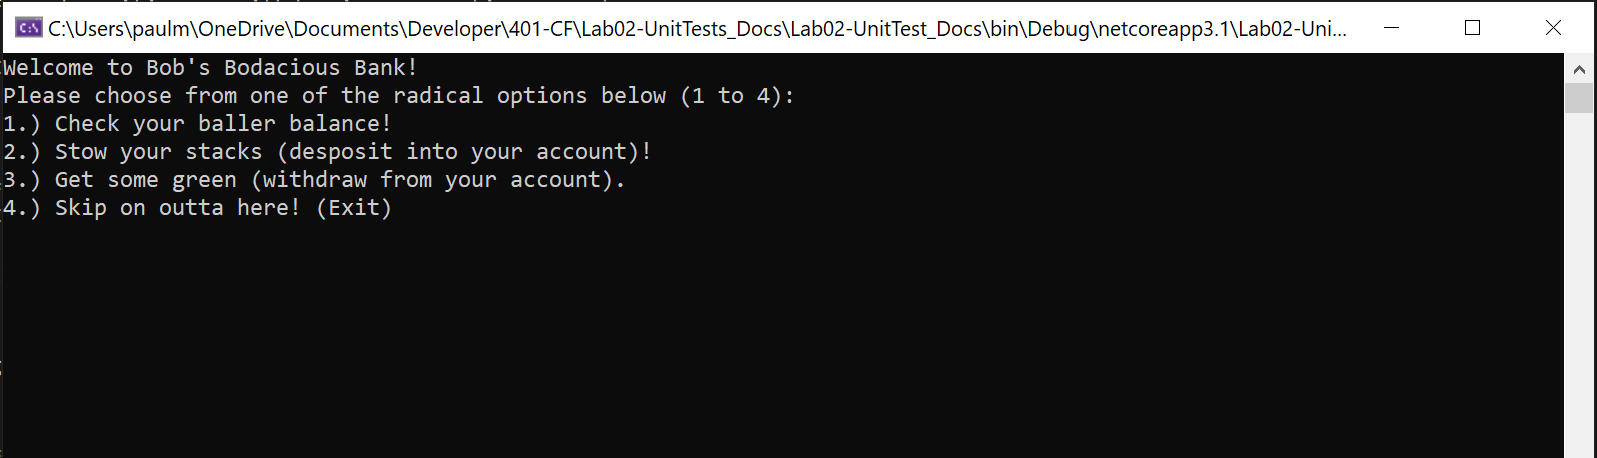 C:\Users\paulm\OneDrive\Documents\Developer\401-CF\Lab02-UnitTests_Docs\Lab02-UnitTest_Docs\bin\Debug\netcoreapp3.1\Lab02-Uni...
Welcome to Bob's Bodacious Bank!
Please choose from one of the radical options below (1 to 4):
1.) Check your baller balance!
2.) Stow your stacks (desposit into your account)!
3.) Get some green (withdraw from your account).
4.) Skip on outta here! (Exit)